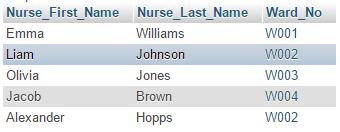 Nurse_First_Name Nurse_Last_Name Ward_No
Emma Williams W001
Liam Johnson W002
Olivia Jones W003
Jacob Brown W004
Alexander Hopps W002